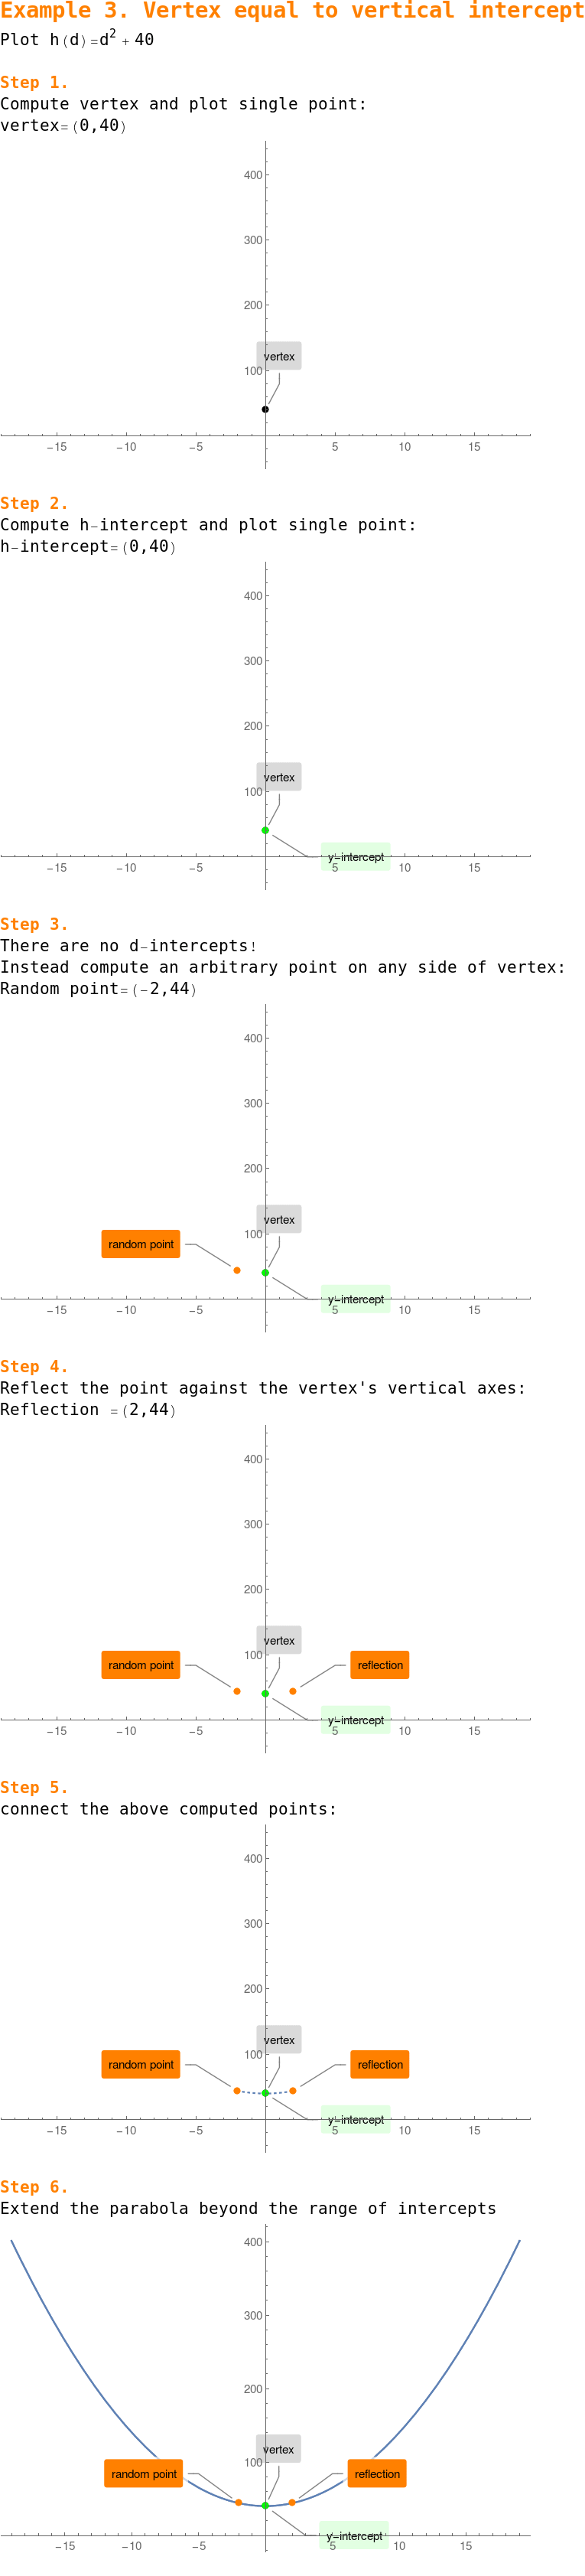 Example 3. Vertex equal to vertical intercept
Plot h(d)=d² + 40
Step 1.
Compute vertex and plot single point:
vertex=(0,40)
400
300
200
100
vertex
−15 −10 −5 5 10 15
Step 2.
Compute h-intercept and plot single point:
h-intercept=(0,40)
400
300
200
100
vertex
y−intercept
−15 −10 −5 5 10 15
Step 3.
There are no d-intercepts!
Instead compute an arbitrary point on any side of vertex:
Random point=(-2,44)
400
300
200
100
vertex
random point
y−intercept
−15 −10 −5 5 10 15
Step 4.
Reflect the point against the vertex's vertical axes:
Reflection =(2,44)
400
300
200
100
vertex
random point reflection
y−intercept
−15 −10 −5 5 10 15
Step 5.
connect the above computed points:
400
300
200
100
vertex
random point reflection
y−intercept
−15 −10 −5 5 10 15
Step 6.
Extend the parabola beyond the range of intercepts
400
300
200
100
vertex
random point reflection
y−intercept
−15 −10 −5 5 10 15